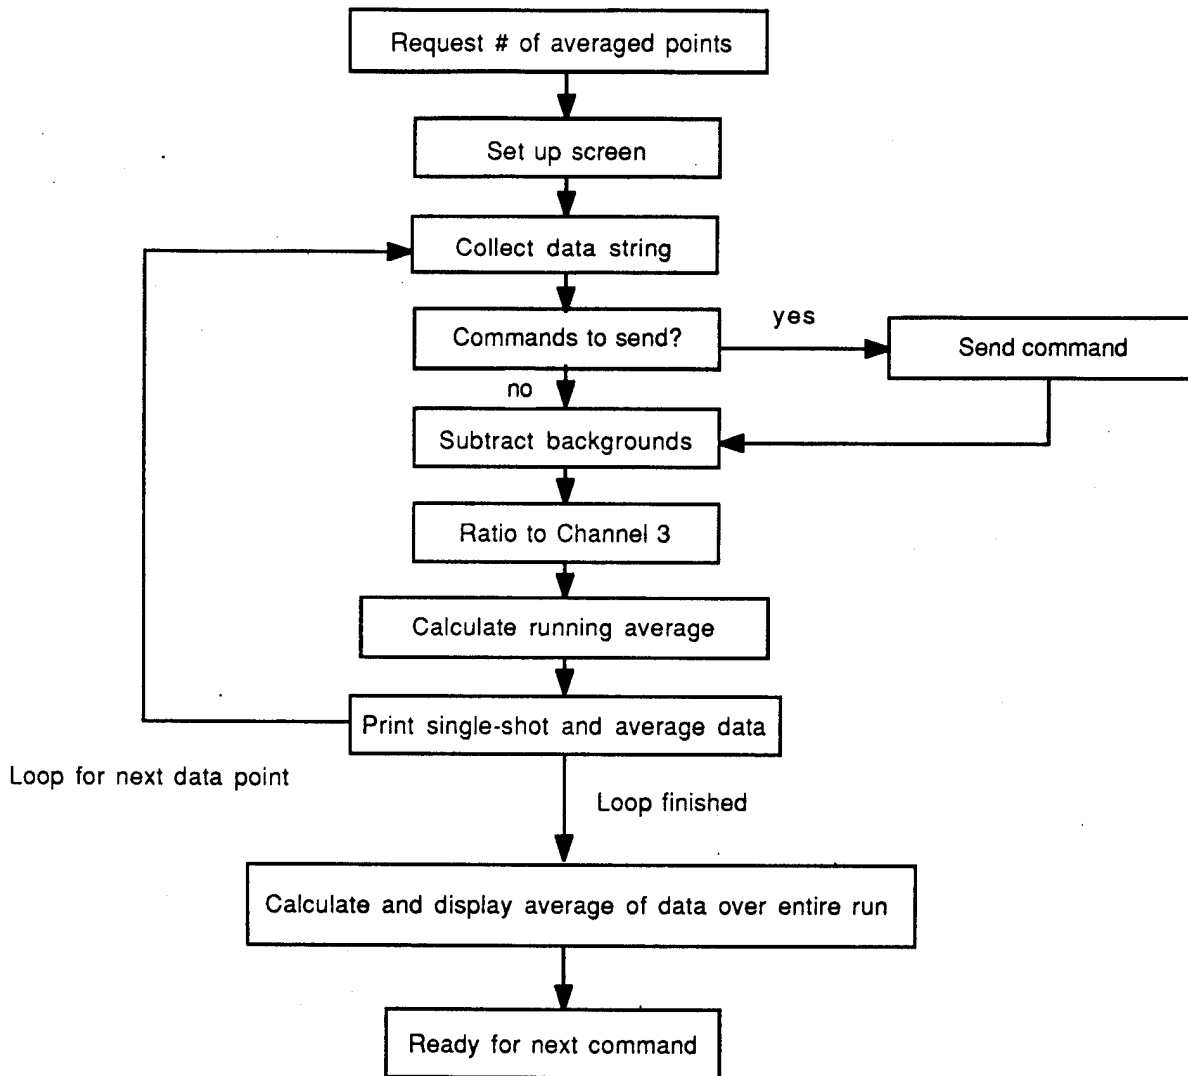 Request # of averaged points
Set up screen
Collect data string
Commands to send?
yes
Send command
no
Subtract backgrounds
Ratio to Channel 3
Calculate running average
Print single-shot and average data
Loop for next data point
Loop finished
Calculate and display average of data over entire run
Ready for next command